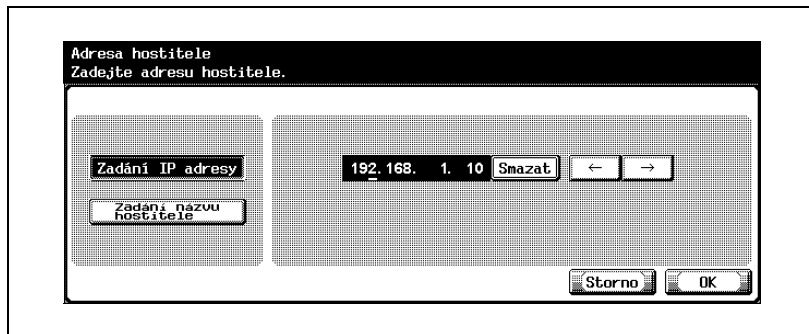 Adresa hostitele
Zadejte adresu hostitele.
Zadání IP adresy
192. 168. 1. 10 Smazat ← →
Zadání názvu
hostitele
Storno OK